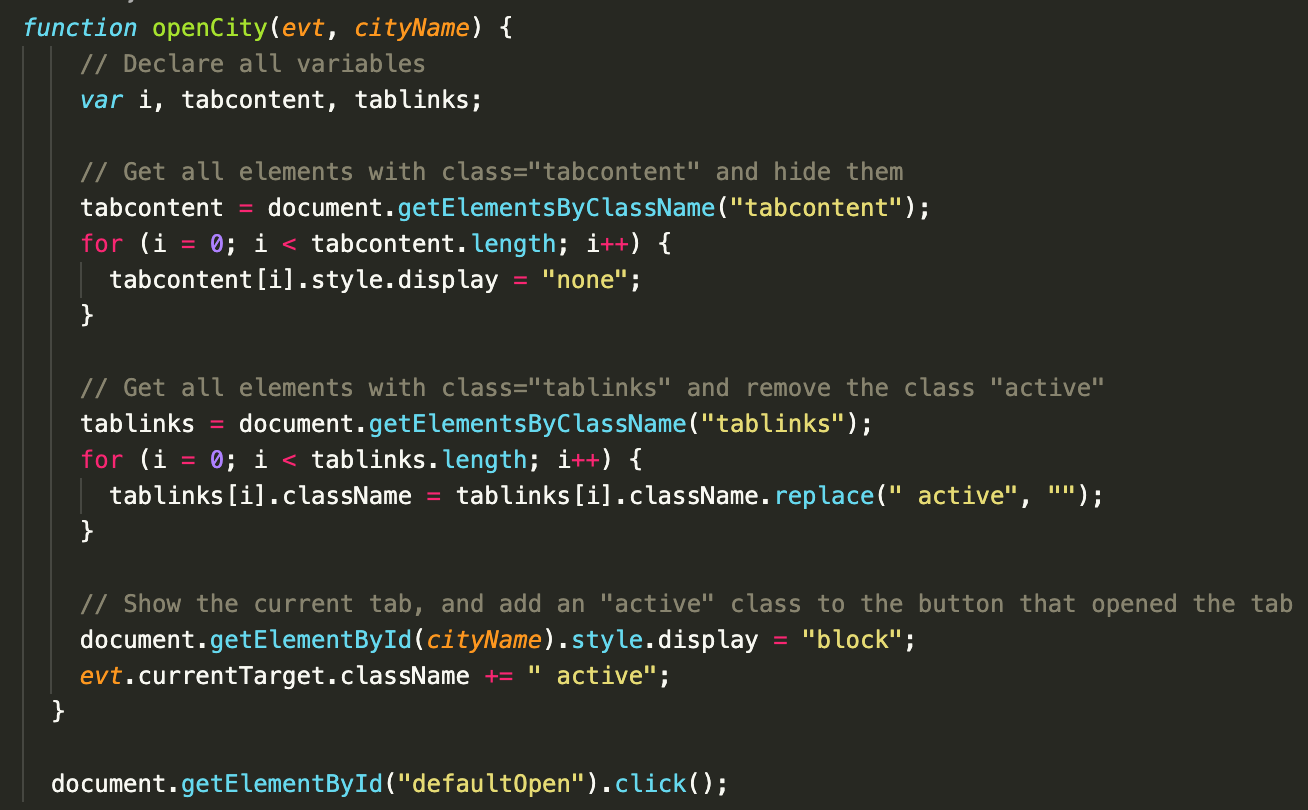 function openCity(evt, cityName) {
// Declare all variables
var i, tabcontent, tablinks;
// Get all elements with class="tabcontent" and hide them
tabcontent = document.getElementsByClassName("tabcontent");
for (i = 0; i < tabcontent.length; i++) {
tabcontent[i].style.display = "none";
}
// Get all elements with class="tablinks" and remove the class "active"
tablinks = document.getElementsByClassName("tablinks");
for (i = 0; i < tablinks.length; i++) {
tablinks[i].className = tablinks[i].className.replace(" active", "");
}
// Show the current tab, and add an "active" class to the button that opened the tab
document.getElementById(cityName).style.display = "block";
evt.currentTarget.className += " active";
}
document.getElementById("defaultOpen").click();